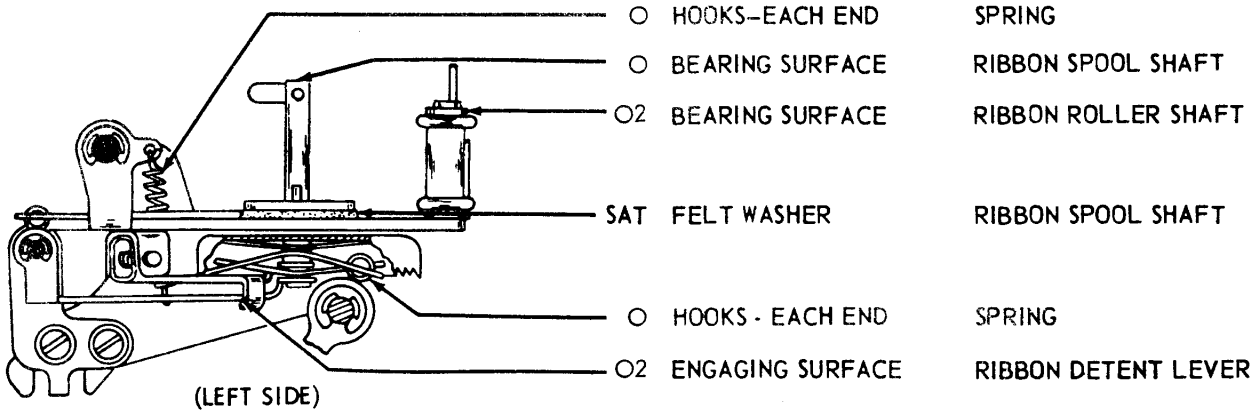 O HOOKS-EACH END SPRING
O BEARING SURFACE RIBBON SPOOL SHAFT
O2 BEARING SURFACE RIBBON ROLLER SHAFT
SAT FELT WASHER RIBBON SPOOL SHAFT
O HOOKS - EACH END SPRING
O2 ENGAGING SURFACE RIBBON DETENT LEVER
(LEFT SIDE)